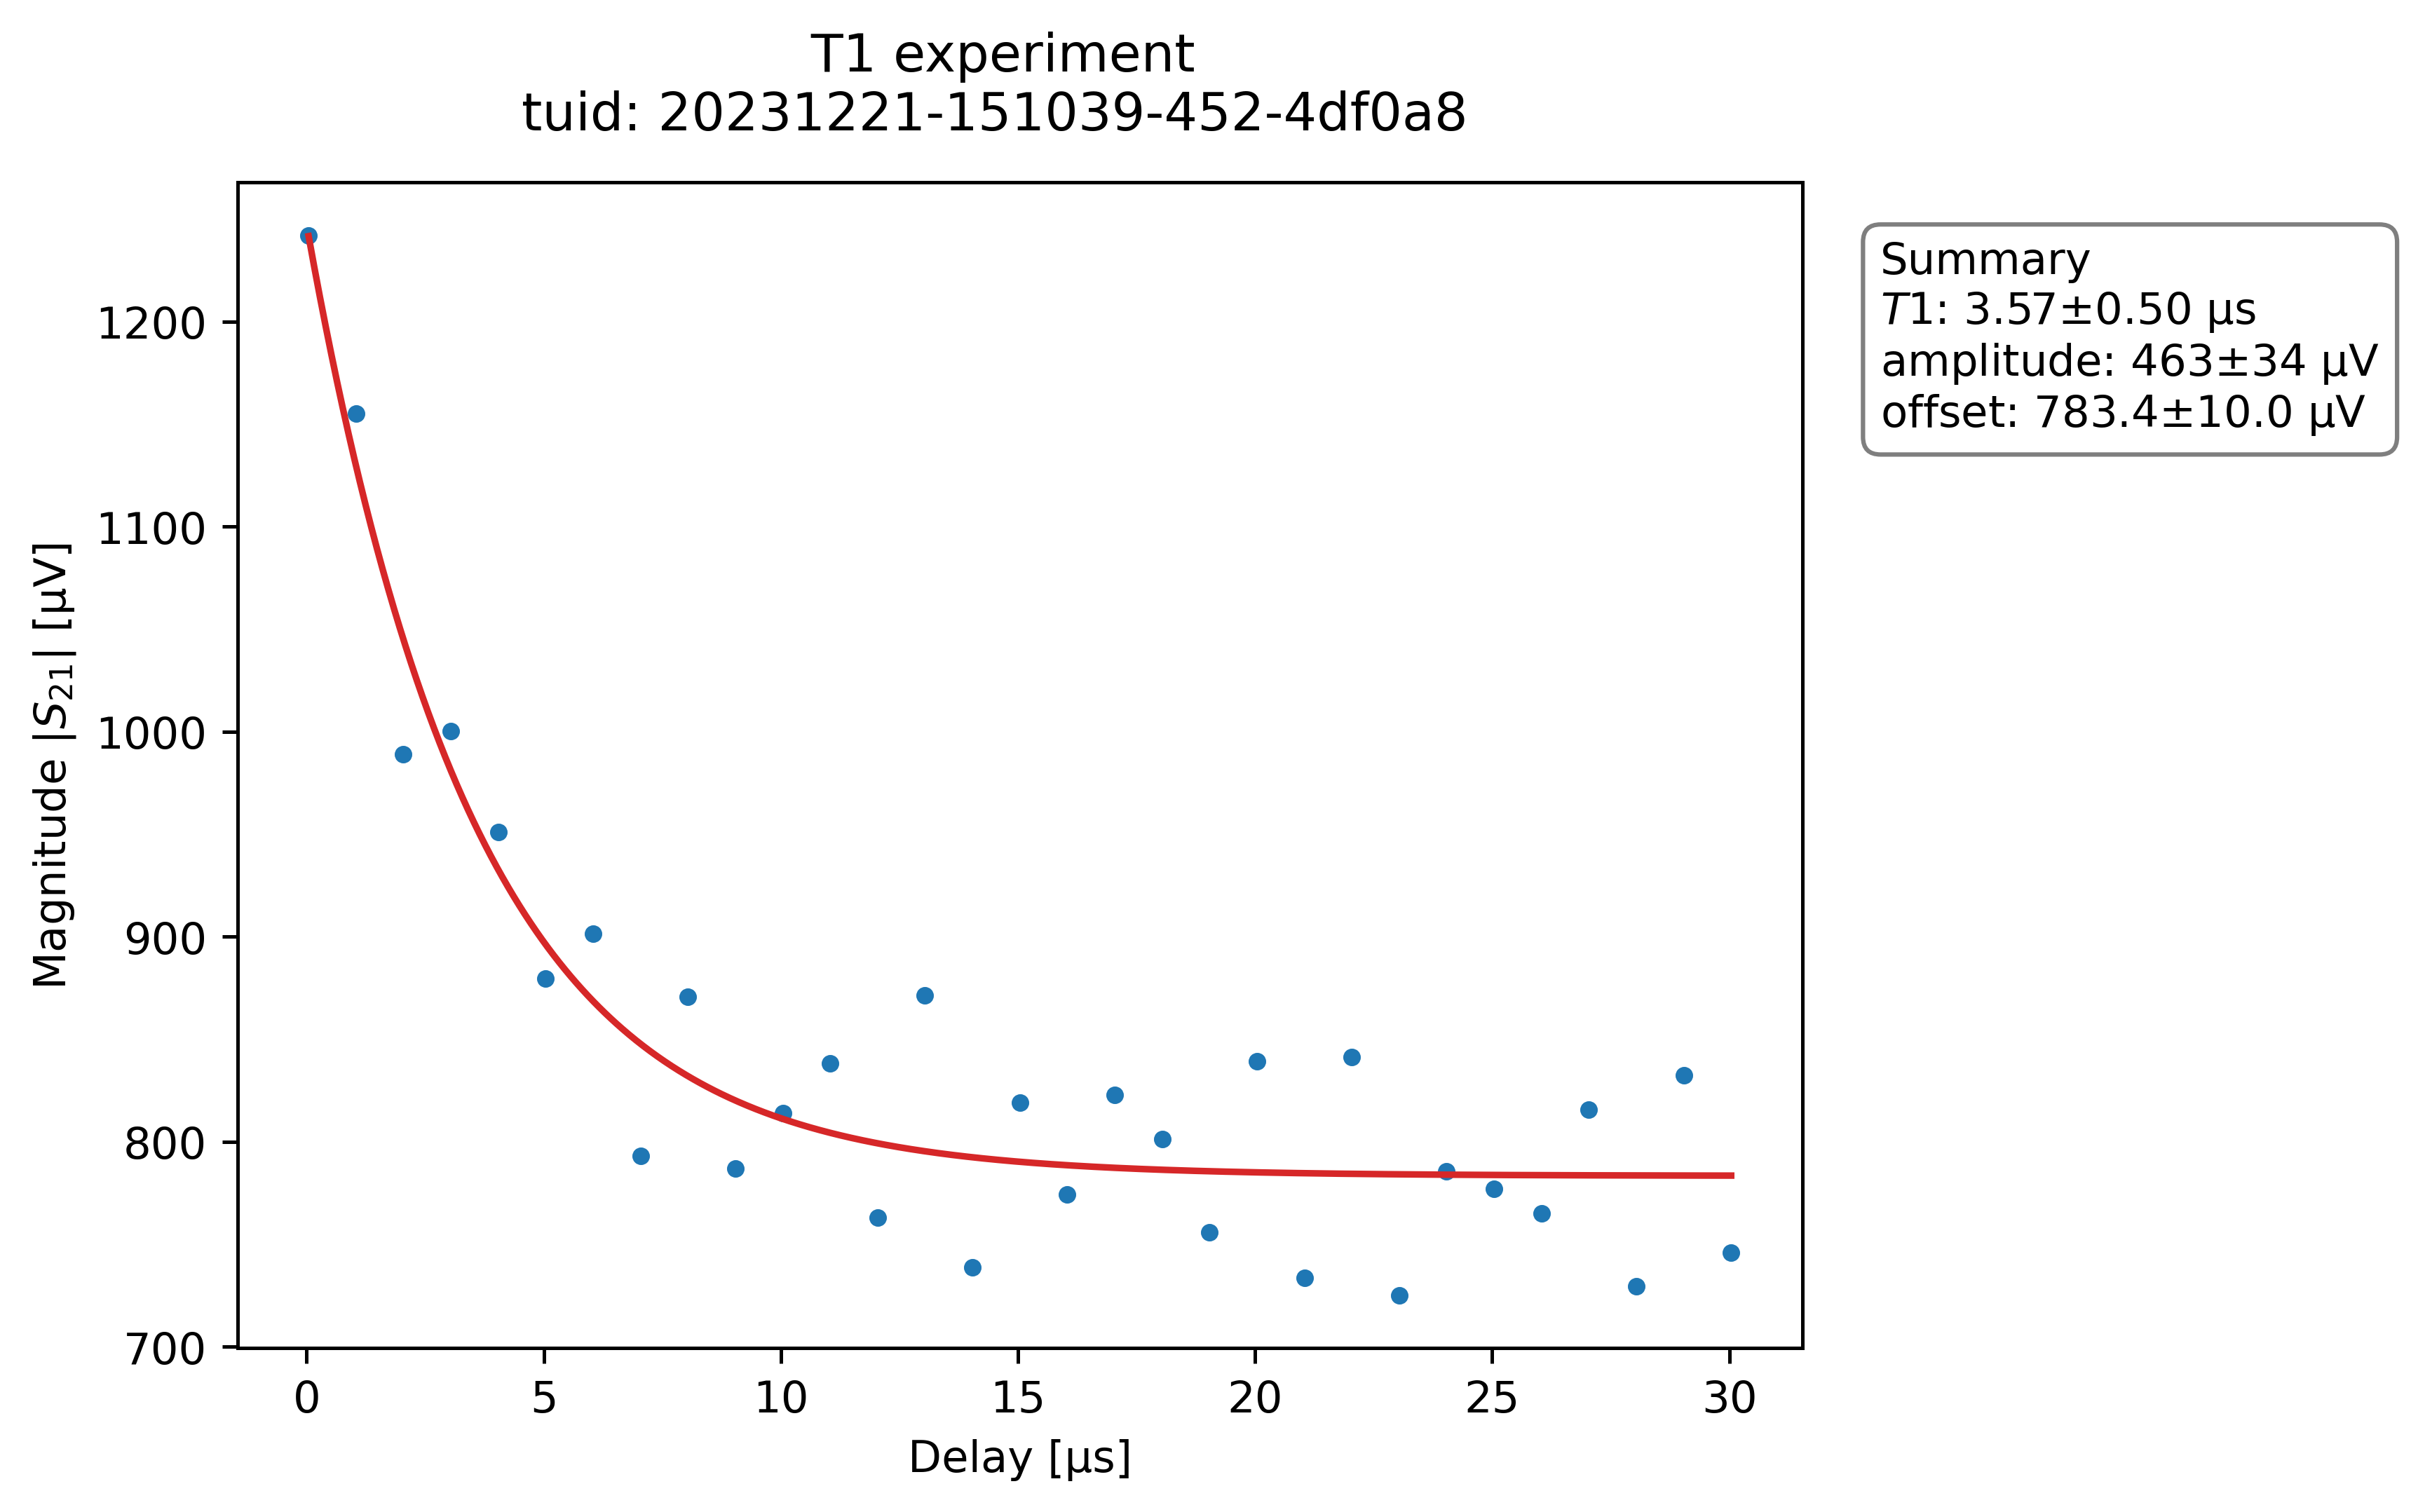 T1 experiment
tuid: 20231221-151039-452-4df0a8
Summary
T1: 3.57±0.50 µs
amplitude: 463±34 µV
offset: 783.4±10.0 µV
Magnitude |S21| [µV]
1200
1100
1000
900
800
700
0 5 10 15 20 25 30
Delay [µs]